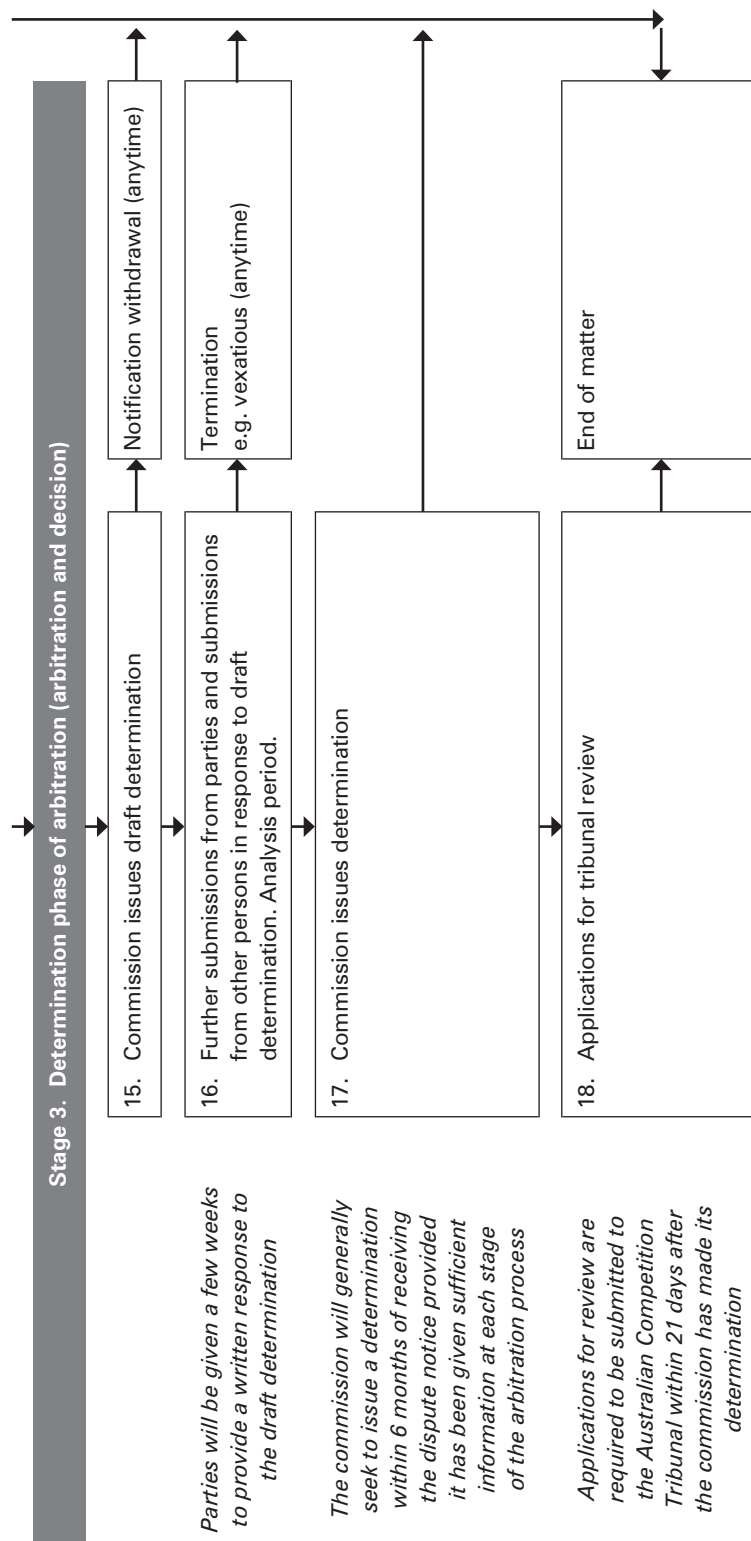 Stage 3. Determination phase of arbitration (arbitration and decision)
15. Commission issues draft determination
Notification withdrawal (anytime)
Parties will be given a few weeks
to provide a written response to
the draft determination
16. Further submissions from parties and submissions
from other persons in response to draft
determination. Analysis period.
Termination
e.g. vexatious (anytime)
The commission will generally
seek to issue a determination
within 6 months of receiving
the dispute notice provided
it has been given sufficient
information at each stage
of the arbitration process
17. Commission issues determination
Applications for review are
required to be submitted to
the Australian Competition
Tribunal within 21 days after
the commission has made its
determination
18. Applications for tribunal review
End of matter